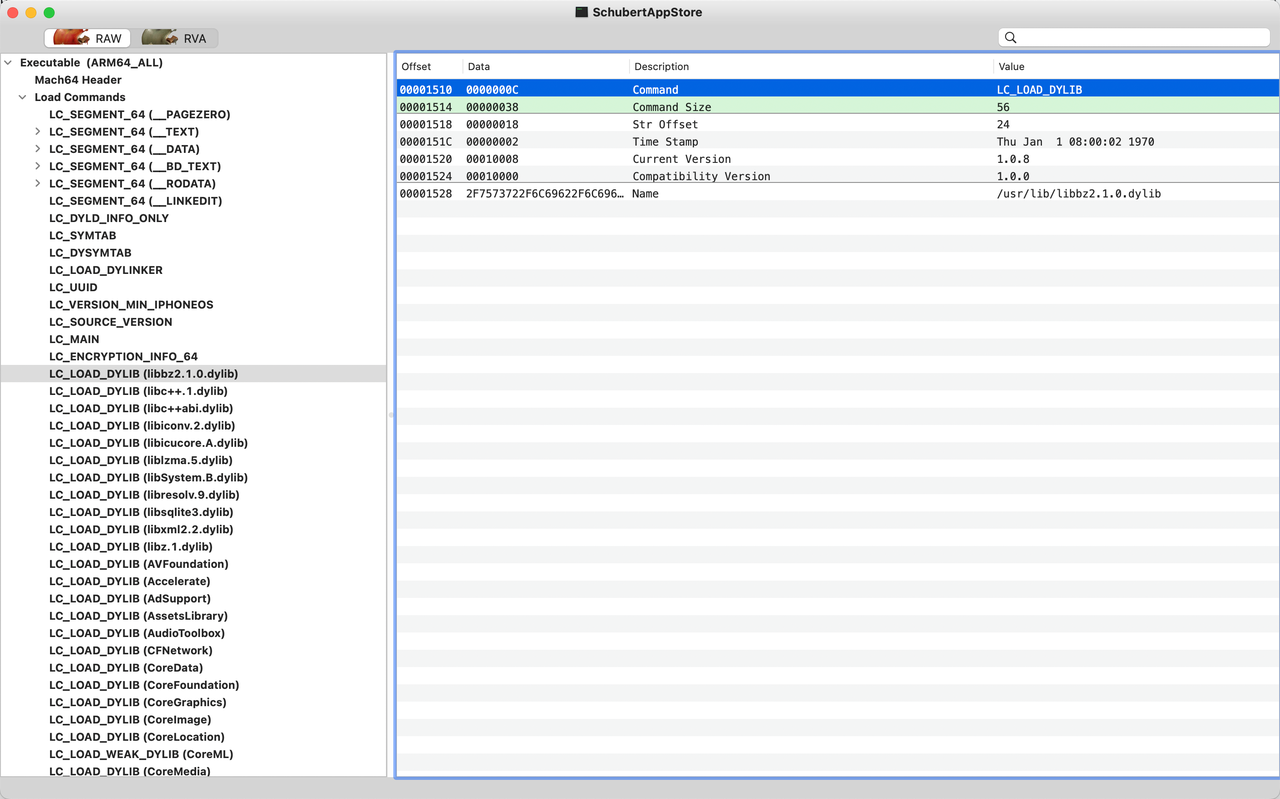 SchubertAppStore
RAW RVA
Executable (ARM64_ALL)
Mach64 Header
Load Commands
LC_SEGMENT_64 (__PAGEZERO)
LC_SEGMENT_64 (__TEXT)
LC_SEGMENT_64 (__DATA)
LC_SEGMENT_64 (__BD_TEXT)
LC_SEGMENT_64 (__RODATA)
LC_SEGMENT_64 (__LINKEDIT)
LC_DYLD_INFO_ONLY
LC_SYMTAB
LC_DYSYMTAB
LC_LOAD_DYLINKER
LC_UUID
LC_VERSION_MIN_IPHONEOS
LC_SOURCE_VERSION
LC_MAIN
LC_ENCRYPTION_INFO_64
LC_LOAD_DYLIB (libbz2.1.0.dylib)
LC_LOAD_DYLIB (libc++.1.dylib)
LC_LOAD_DYLIB (libc++abi.dylib)
LC_LOAD_DYLIB (libiconv.2.dylib)
LC_LOAD_DYLIB (libicucore.A.dylib)
LC_LOAD_DYLIB (liblzma.5.dylib)
LC_LOAD_DYLIB (libSystem.B.dylib)
LC_LOAD_DYLIB (libresolv.9.dylib)
LC_LOAD_DYLIB (libsqlite3.dylib)
LC_LOAD_DYLIB (libxml2.2.dylib)
LC_LOAD_DYLIB (libz.1.dylib)
LC_LOAD_DYLIB (AVFoundation)
LC_LOAD_DYLIB (Accelerate)
LC_LOAD_DYLIB (AdSupport)
LC_LOAD_DYLIB (AssetsLibrary)
LC_LOAD_DYLIB (AudioToolbox)
LC_LOAD_DYLIB (CFNetwork)
LC_LOAD_DYLIB (CoreData)
LC_LOAD_DYLIB (CoreFoundation)
LC_LOAD_DYLIB (CoreGraphics)
LC_LOAD_DYLIB (CoreImage)
LC_LOAD_DYLIB (CoreLocation)
LC_LOAD_WEAK_DYLIB (CoreML)
LC_LOAD_DYLIB (CoreMedia)
Offset Data Description Value
00001510 0000000C Command LC_LOAD_DYLIB
00001514 00000038 Command Size 56
00001518 00000018 Str Offset 24
0000151C 00000002 Time Stamp Thu Jan  1 08:00:02 1970
00001520 00010008 Current Version 1.0.8
00001524 00010000 Compatibility Version 1.0.0
00001528 2F7573722F6C69622F6C696… Name /usr/lib/libbz2.1.0.dylib